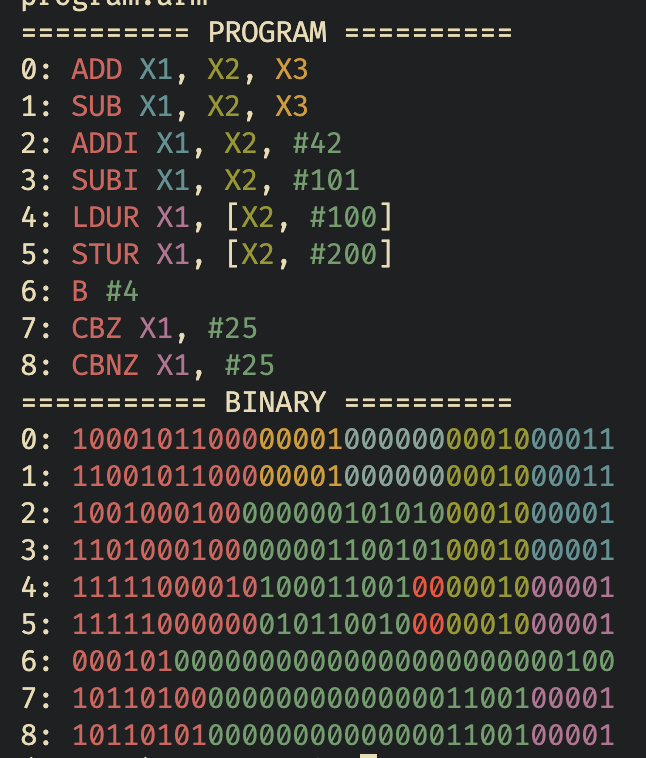 program.arm
========== PROGRAM ==========
0: ADD X1, X2, X3
1: SUB X1, X2, X3
2: ADDI X1, X2, #42
3: SUBI X1, X2, #101
4: LDUR X1, [X2, #100]
5: STUR X1, [X2, #200]
6: B #4
7: CBZ X1, #25
8: CBNZ X1, #25
=========== BINARY ==========
0: 10001011000000010000000001000011
1: 11001011000000010000000001000011
2: 10010001000000001010100001000001
3: 11010001000000011001010001000001
4: 11111000010100011001000001000001
5: 11111000000010110010000001000001
6: 00010100000000000000000000000100
7: 10110100000000000000001100100001
8: 10110101000000000000001100100001